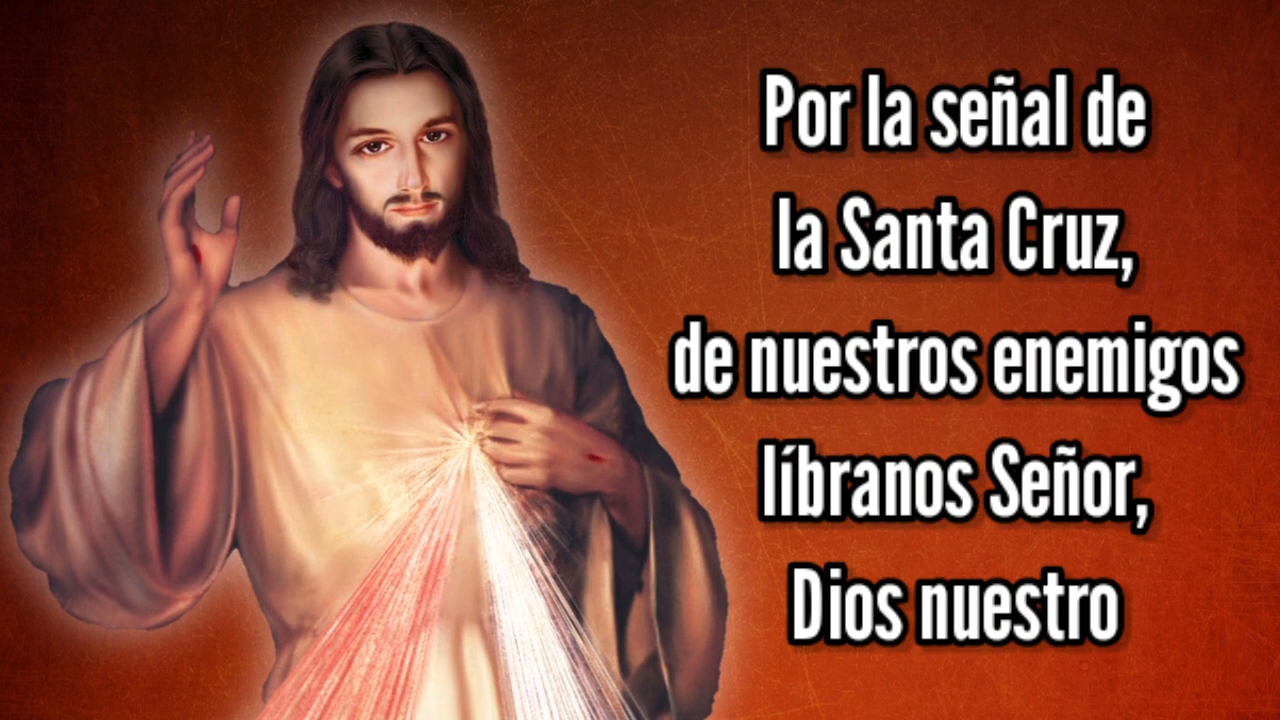 Por la señal de
la Santa Cruz,
de nuestros enemigos
líbranos Señor,
Dios nuestro